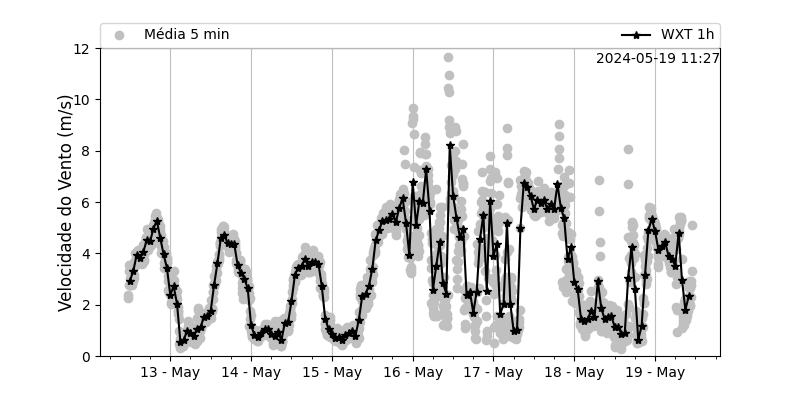 Média 5 min
WXT 1h
2024-05-19 11:27
Velocidade do Vento (m/s)
12
10
8
6
4
2
0
13 - May
14 - May
15 - May
16 - May
17 - May
18 - May
19 - May